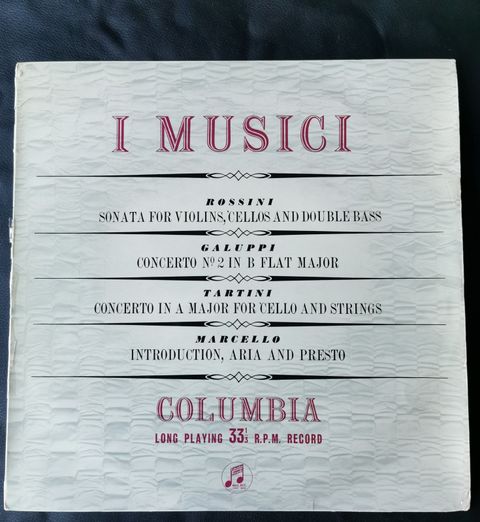 I MUSICI
ROSSINI
SONATA FOR VIOLINS, 'CELLOS AND DOUBLE BASS
GALUPPI
CONCERTO Nº 2 IN B FLAT MAJOR
TARTINI
CONCERTO IN A MAJOR FOR 'CELLO AND STRINGS
MARCELLO
INTRODUCTION, ARIA AND PRESTO
COLUMBIA
LONG PLAYING 33⅓ R.P.M. RECORD